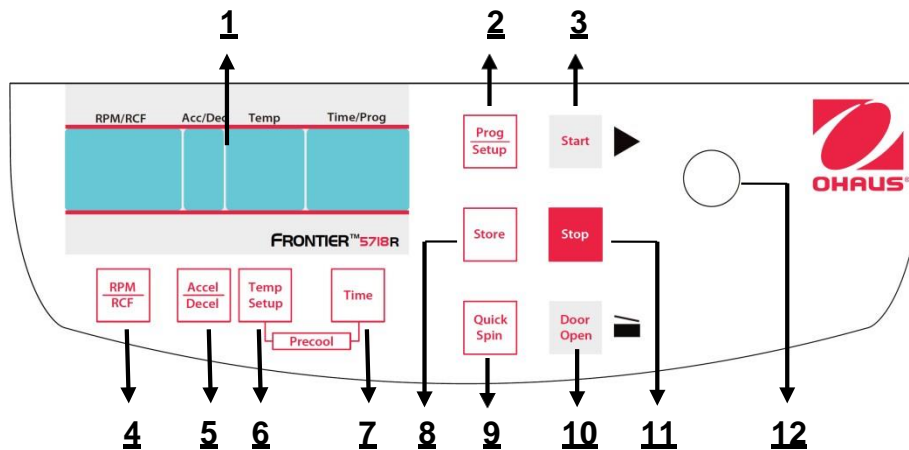 1 2 3
RPM/RCF Acc/Dec Temp Time/Prog
Prog
Setup
Start
OHAUS®
FRONTIER™5718R
Store
Stop
RPM
RCF
Accel
Decel
Temp
Setup
Time
Precool
Quick
Spin
Door
Open
4 5 6 7 8 9 10 11 12